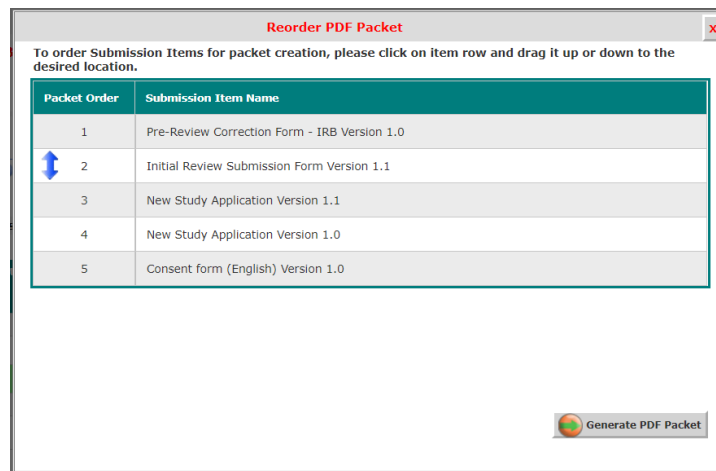 Reorder PDF Packet
x
To order Submission Items for packet creation, please click on item row and drag it up or down to the
desired location.
Packet Order Submission Item Name
1 Pre-Review Correction Form - IRB Version 1.0
2 Initial Review Submission Form Version 1.1
3 New Study Application Version 1.1
4 New Study Application Version 1.0
5 Consent form (English) Version 1.0
Generate PDF Packet